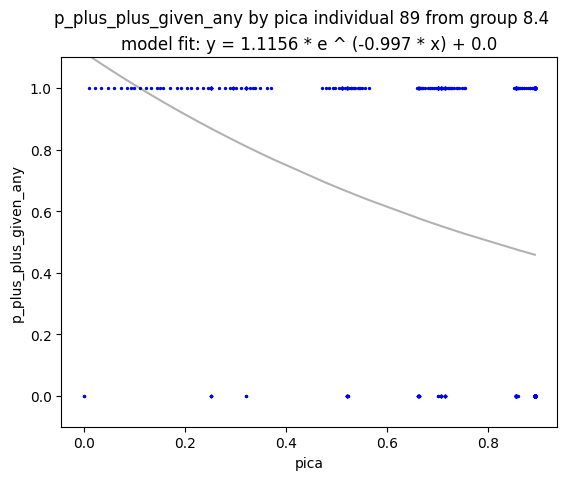 p_plus_plus_given_any by pica individual 89 from group 8.4
model fit: y = 1.1156 * e ^ (-0.997 * x) + 0.0
1.0
0.8
0.6
0.4
0.2
0.0
p_plus_plus_given_any
0.0 0.2 0.4 0.6 0.8
pica